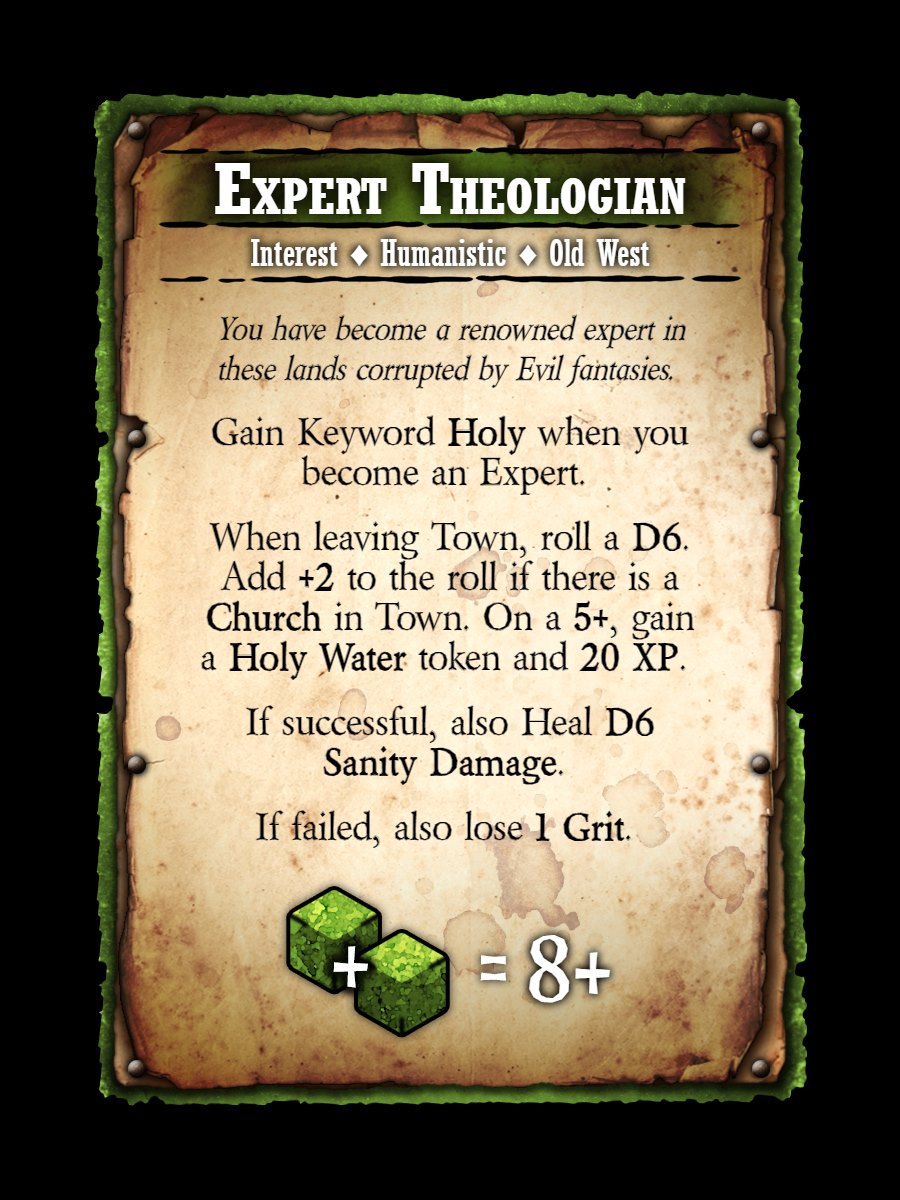 Expert Theologian
Interest ♦ Humanistic ♦ Old West
You have become a renowned expert in
these lands corrupted by Evil fantasies.
Gain Keyword Holy when you
become an Expert.
When leaving Town, roll a D6.
Add +2 to the roll if there is a
Church in Town. On a 5+, gain
a Holy Water token and 20 XP.
If successful, also Heal D6
Sanity Damage.
If failed, also lose 1 Grit.
+ = 8+